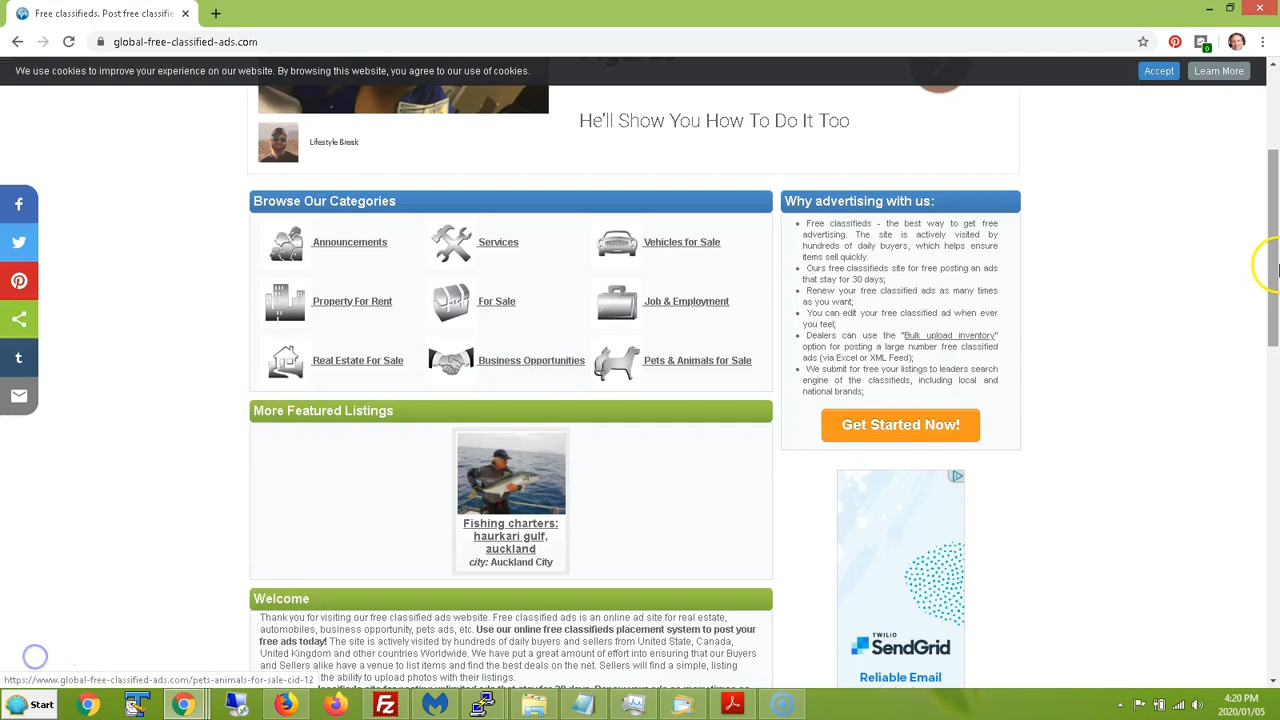 Free classifieds. Post free classif
global-free-classified-ads.com
0
We use cookies to improve your experience on our website. By browsing this website, you agree to our use of cookies.
Accept
Learn More
He'll Show You How To Do It Too
Lifestyle Break
Browse Our Categories
Announcements
Services
Vehicles for Sale
Property For Rent
For Sale
Job & Employment
Real Estate For Sale
Business Opportunities
Pets & Animals for Sale
Why advertising with us:
Free classifieds - the best way to get free
advertising. The site is actively visited by
hundreds of daily buyers, which helps ensure
items sell quickly.
Ours free classifieds site for free posting an ads
that stay for 30 days;
Renew your free classified ads as many times
as you want;
You can edit your free classified ad when ever
you feel;
Dealers can use the "Bulk upload inventory"
option for posting a large number free classified
ads (via Excel or XML Feed);
We submit for free your listings to leaders search
engine of the classifieds, including local and
national brands;
Get Started Now!
More Featured Listings
Fishing charters:
haurkari gulf,
auckland
city: Auckland City
Welcome
Thank you for visiting our free classified ads website. Free classified ads is an online ad site for real estate,
automobiles, business opportunity, pets ads, etc. Use our online free classifieds placement system to post your
free ads today! The site is actively visited by hundreds of daily buyers and sellers from United States, Canada,
United Kingdom and other countries Worldwide. We have put a great amount of effort into ensuring that our Buyers
and Sellers alike have a venue to list items and find the best deals on the net. Sellers will find a simple, listing
the ability to upload photos with their listings.
TWILIO
SendGrid
Reliable Email
https://www.global-free-classified-ads.com/pets-animals-for-sale-cid-12
Start
4:20 PM
2020/01/05